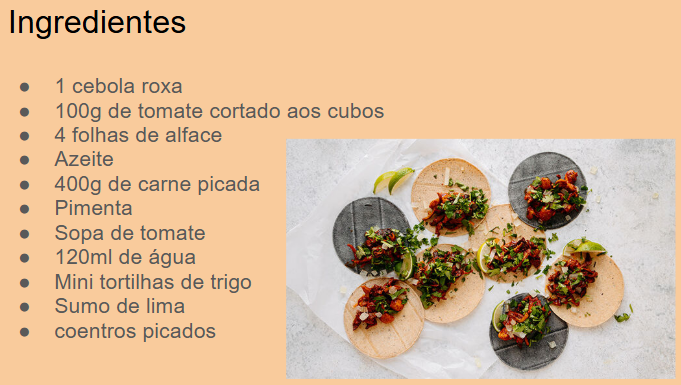 Ingredientes
● 1 cebola roxa
● 100g de tomate cortado aos cubos
● 4 folhas de alface
● Azeite
● 400g de carne picada
● Pimenta
● Sopa de tomate
● 120ml de água
● Mini tortilhas de trigo
● Sumo de lima
● coentros picados